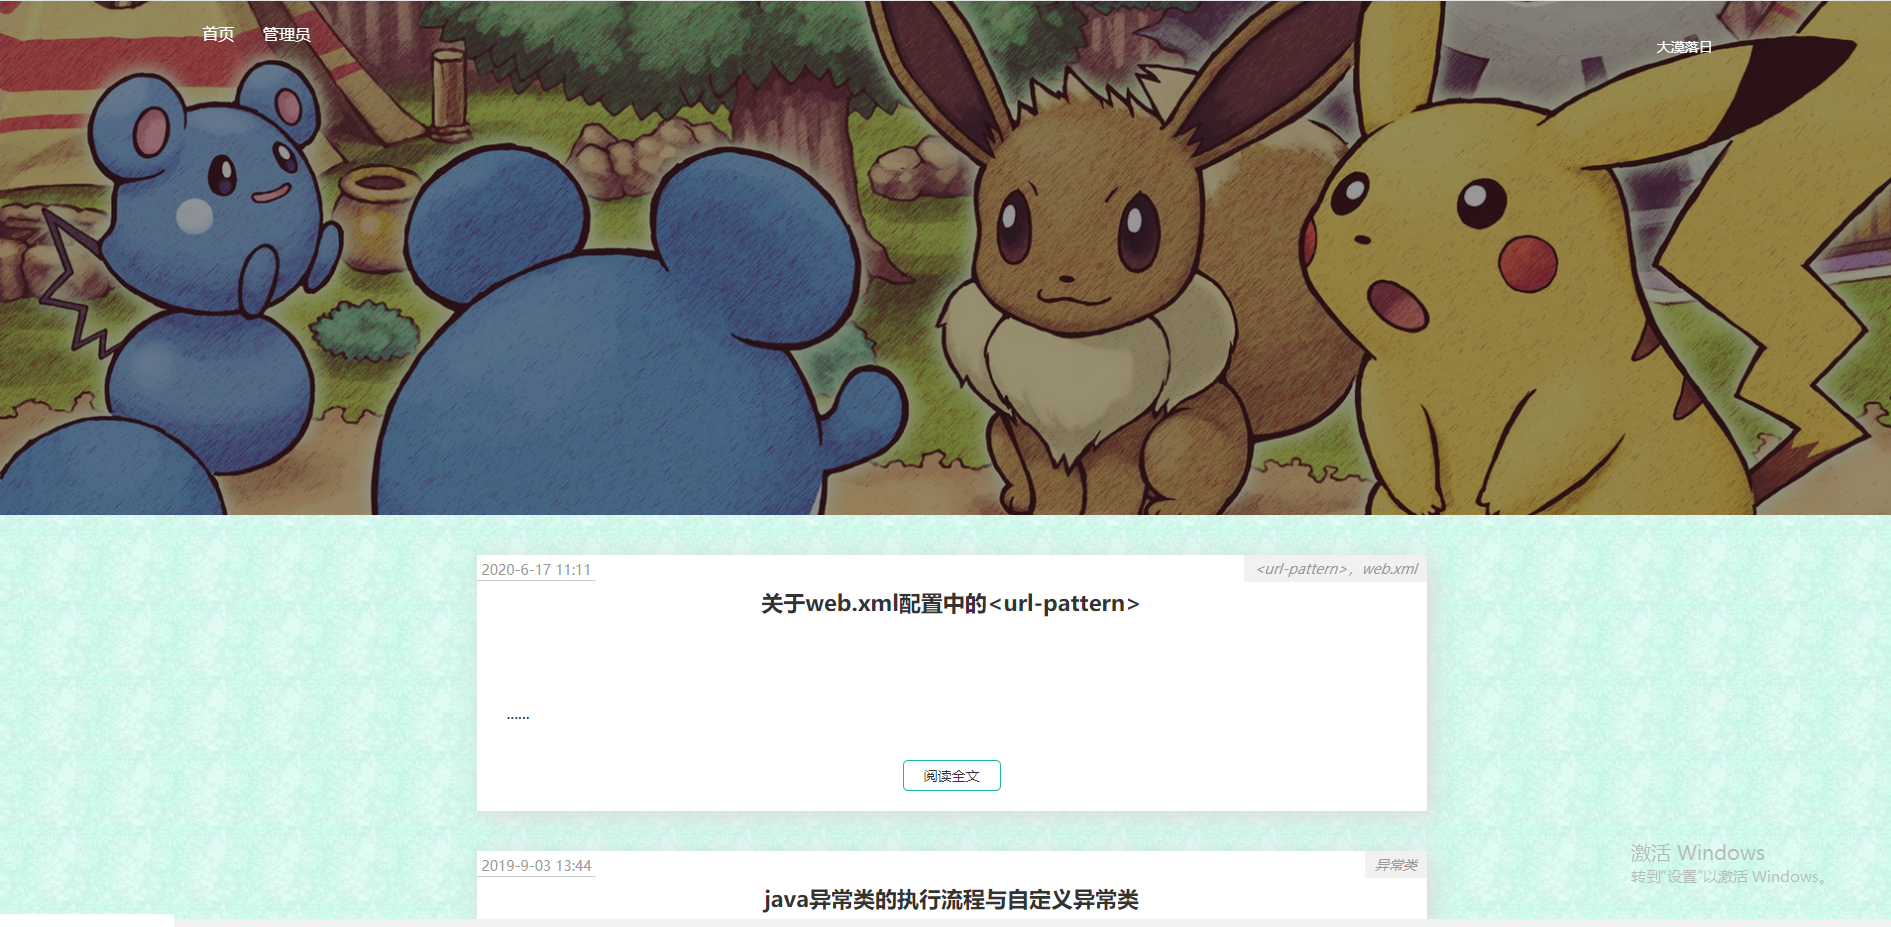 首页 管理员
大漠落日
2020-6-17 11:11
<url-pattern>，web.xml
关于web.xml配置中的<url-pattern>
......
阅读全文
2019-9-03 13:44
异常类
java异常类的执行流程与自定义异常类
激活 Windows
转到"设置"以激活 Windows。